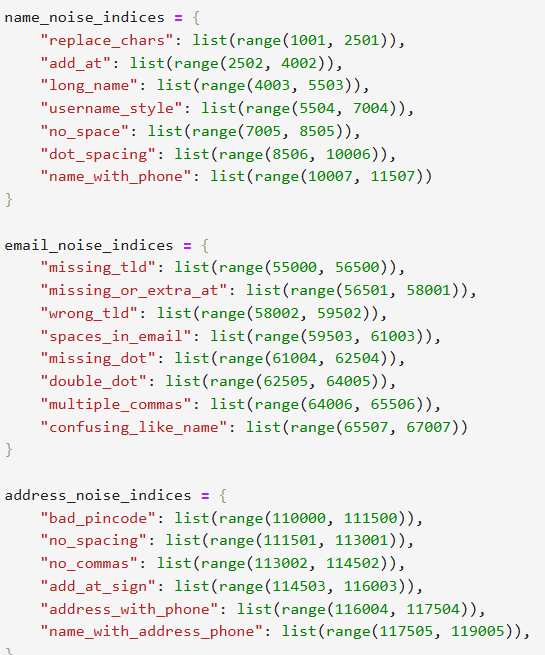 name_noise_indices = {
    "replace_chars": list(range(1001, 2501)),
    "add_at": list(range(2502, 4002)),
    "long_name": list(range(4003, 5503)),
    "username_style": list(range(5504, 7004)),
    "no_space": list(range(7005, 8505)),
    "dot_spacing": list(range(8506, 10006)),
    "name_with_phone": list(range(10007, 11507))
}
email_noise_indices = {
    "missing_tld": list(range(55000, 56500)),
    "missing_or_extra_at": list(range(56501, 58001)),
    "wrong_tld": list(range(58002, 59502)),
    "spaces_in_email": list(range(59503, 61003)),
    "missing_dot": list(range(61004, 62504)),
    "double_dot": list(range(62505, 64005)),
    "multiple_commas": list(range(64006, 65506)),
    "confusing_like_name": list(range(65507, 67007))
}
address_noise_indices = {
    "bad_pincode": list(range(110000, 111500)),
    "no_spacing": list(range(111501, 113001)),
    "no_commas": list(range(113002, 114502)),
    "add_at_sign": list(range(114503, 116003)),
    "address_with_phone": list(range(116004, 117504)),
    "name_with_address_phone": list(range(117505, 119005)),
}